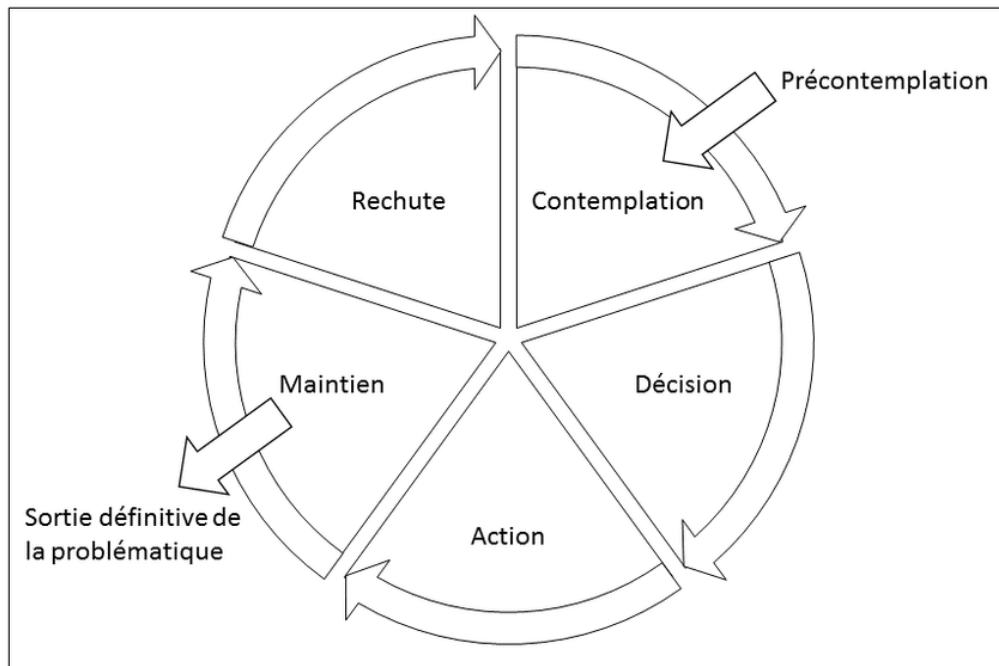 Précontemplation
Rechute
Contemplation
Maintien
Décision
Sortie définitive de
la problématique
Action